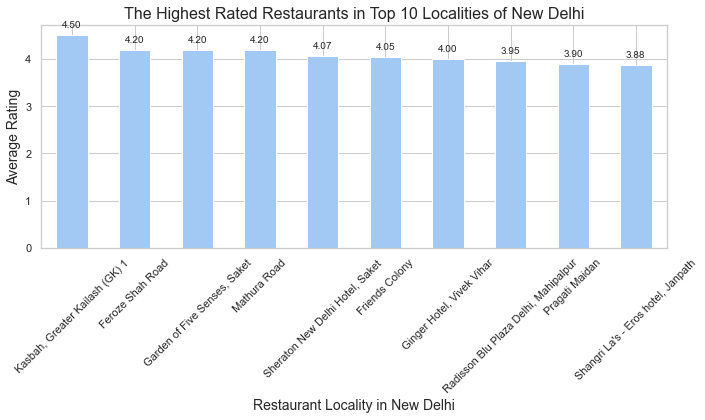 The Highest Rated Restaurants in Top 10 Localities of New Delhi
4.50
4.20
4.20
4.20
4.07
4.05
4.00
3.95
3.90
3.88
Average Rating
4
3
2
1
0
Kasbah, Greater Kailash (GK) 1
Feroze Shah Road
Garden of Five Senses, Saket
Mathura Road
Sheraton New Delhi Hotel, Saket
Friends Colony
Ginger Hotel, Vivek Vihar
Radisson Blu Plaza Delhi, Mahipalpur
Pragati Maidan
Shangri La's - Eros hotel, Janpath
Restaurant Locality in New Delhi